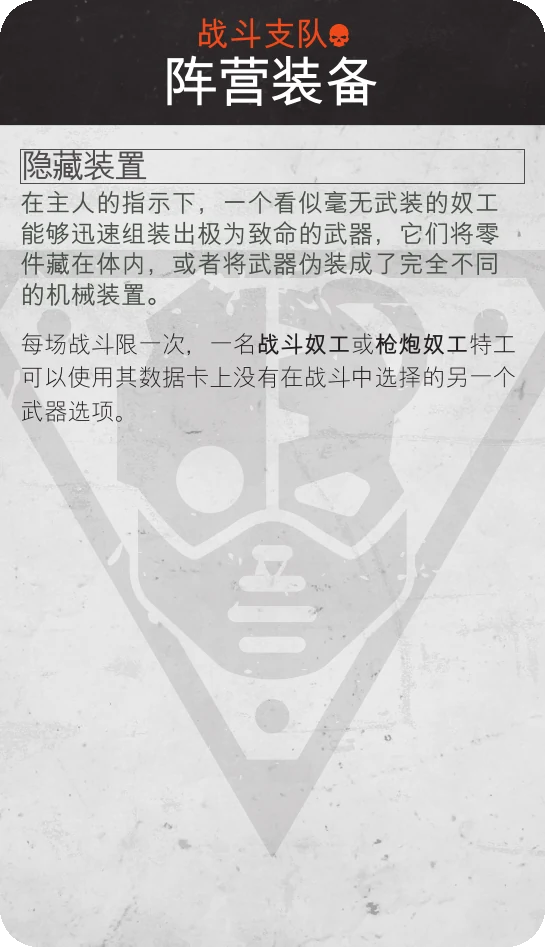 战斗支队
阵营装备
隐藏装置
在主人的指示下，一个看似毫无武装的奴工
能够迅速组装出极为致命的武器，它们将零
件藏在体内，或者将武器伪装成了完全不同
的机械装置。
每场战斗限一次，一名战斗奴工或枪炮奴工特工
可以使用其数据卡上没有在战斗中选择的另一个
武器选项。